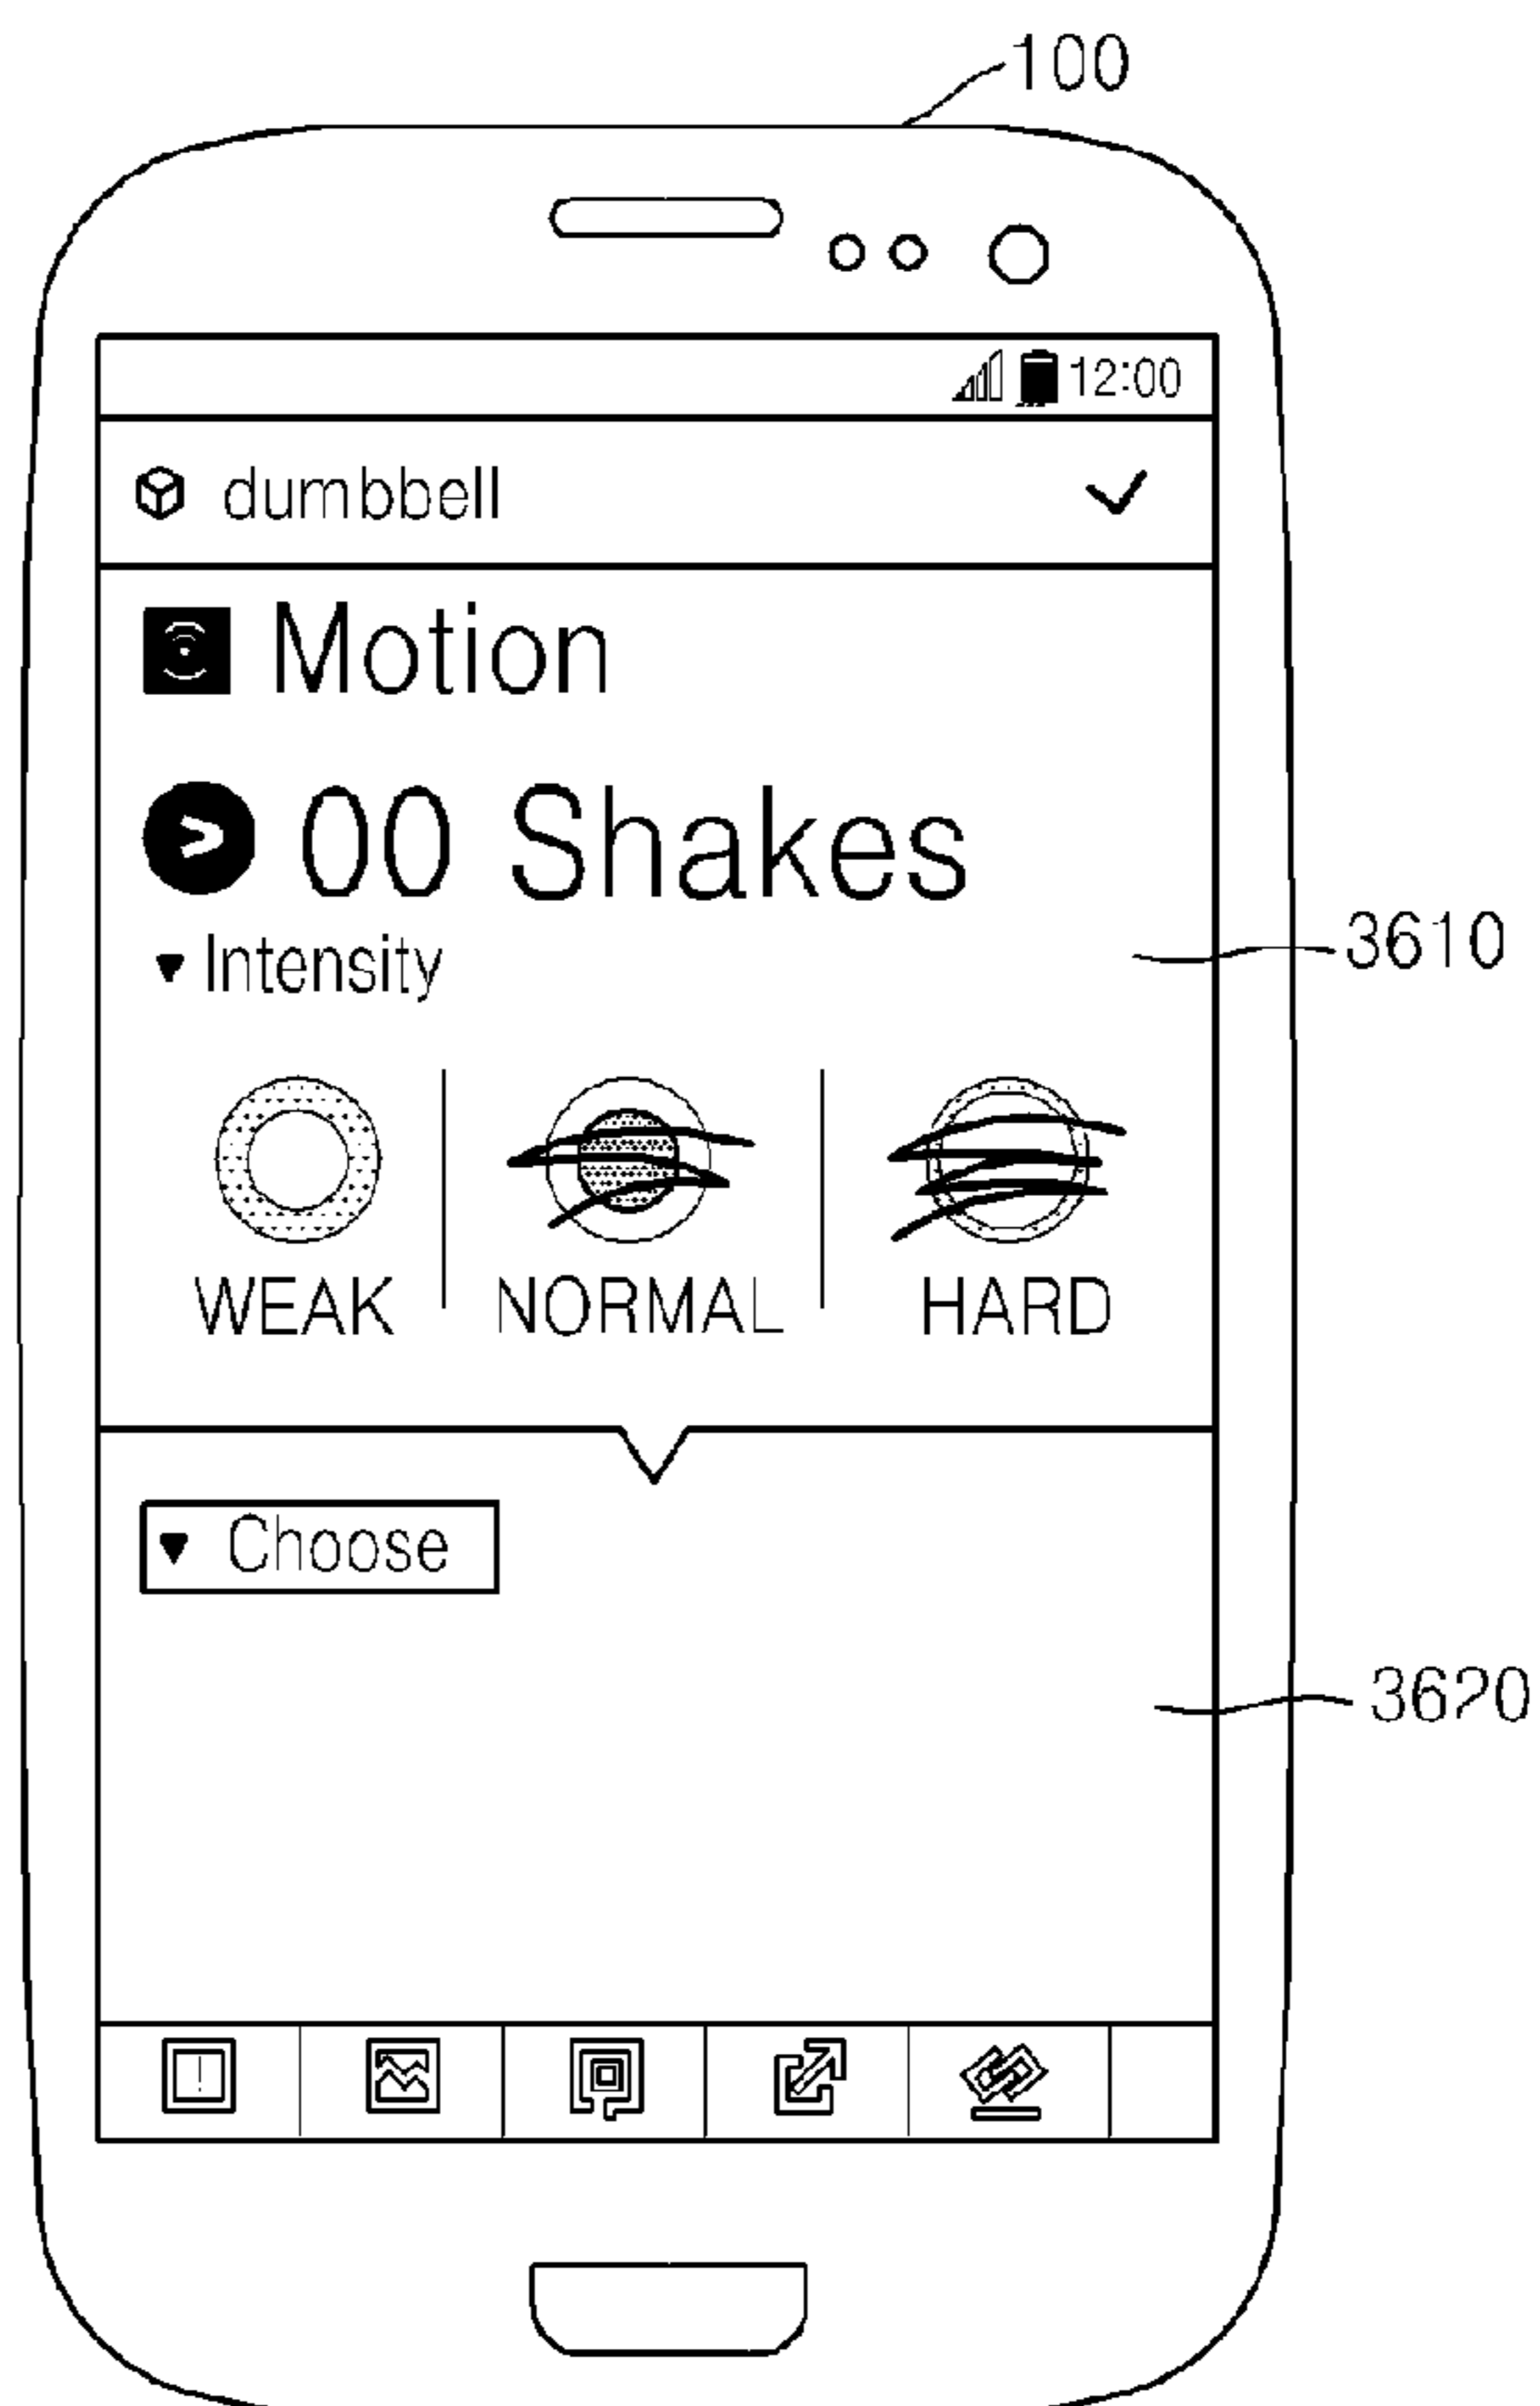 100
12:00
dumbbell
Motion
00 Shakes
Intensity
3610
WEAK NORMAL HARD
Choose
3620